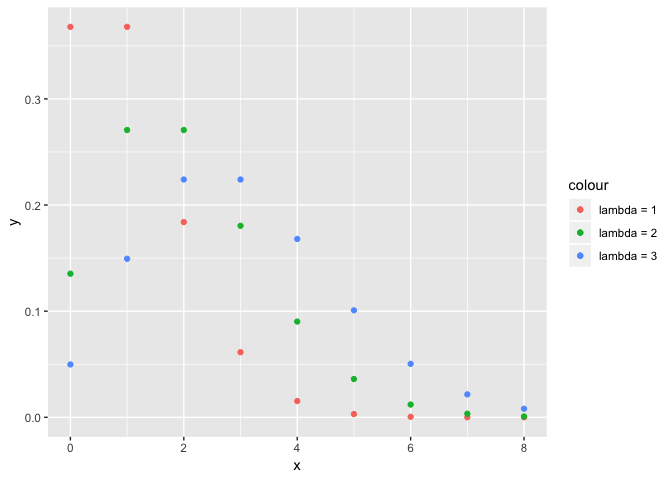 0.3
0.2
0.1
0.0
y
0 2 4 6 8
x
colour
lambda = 1
lambda = 2
lambda = 3